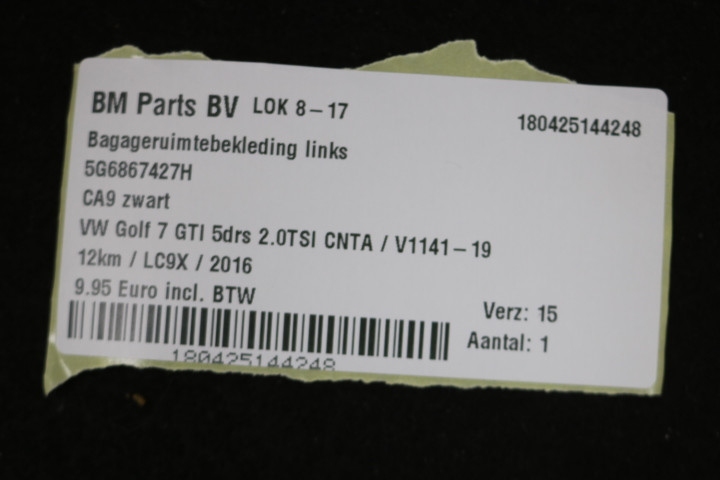 BM Parts BV LOK 8-17
180425144248
Bagageruimtebekleding links
5G6867427H
CA9 zwart
VW Golf 7 GTI 5drs 2.0TSI CNTA / V1141-19
12km / LC9X / 2016
9.95 Euro incl. BTW
Verz: 15
Aantal: 1
180425144248